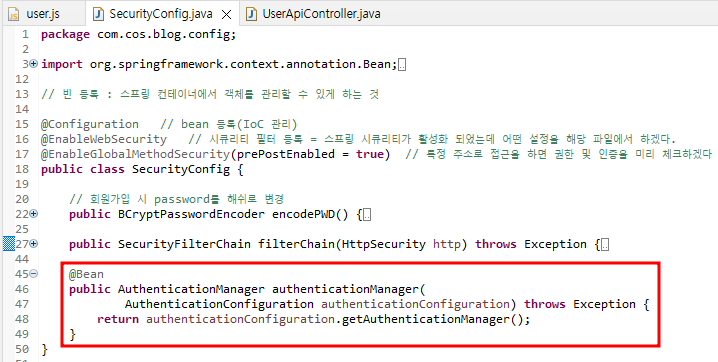 user.js SecurityConfig.java UserApiController.java
1 package com.cos.blog.config;
2
3 import org.springframework.context.annotation.Bean;
12
13 // 빈 등록 : 스프링 컨테이너에서 객체를 관리할 수 있게 하는 것
14
15 @Configuration // bean 등록(IoC 관리)
16 @EnableWebSecurity // 시큐리티 필터 등록 = 스프링 시큐리티가 활성화 되었는데 어떤 설정을 해당 파일에서 하겠다.
17 @EnableGlobalMethodSecurity(prePostEnabled = true) // 특정 주소로 접근을 하면 권한 및 인증을 미리 체크하겠다
18 public class SecurityConfig {
19
20 // 회원가입 시 password를 해쉬로 변경
22 public BCryptPasswordEncoder encodePWD() {
26
27 public SecurityFilterChain filterChain(HttpSecurity http) throws Exception {
44
45 @Bean
46 public AuthenticationManager authenticationManager(
47 AuthenticationConfiguration authenticationConfiguration) throws Exception {
48 return authenticationConfiguration.getAuthenticationManager();
49 }
50 }
51